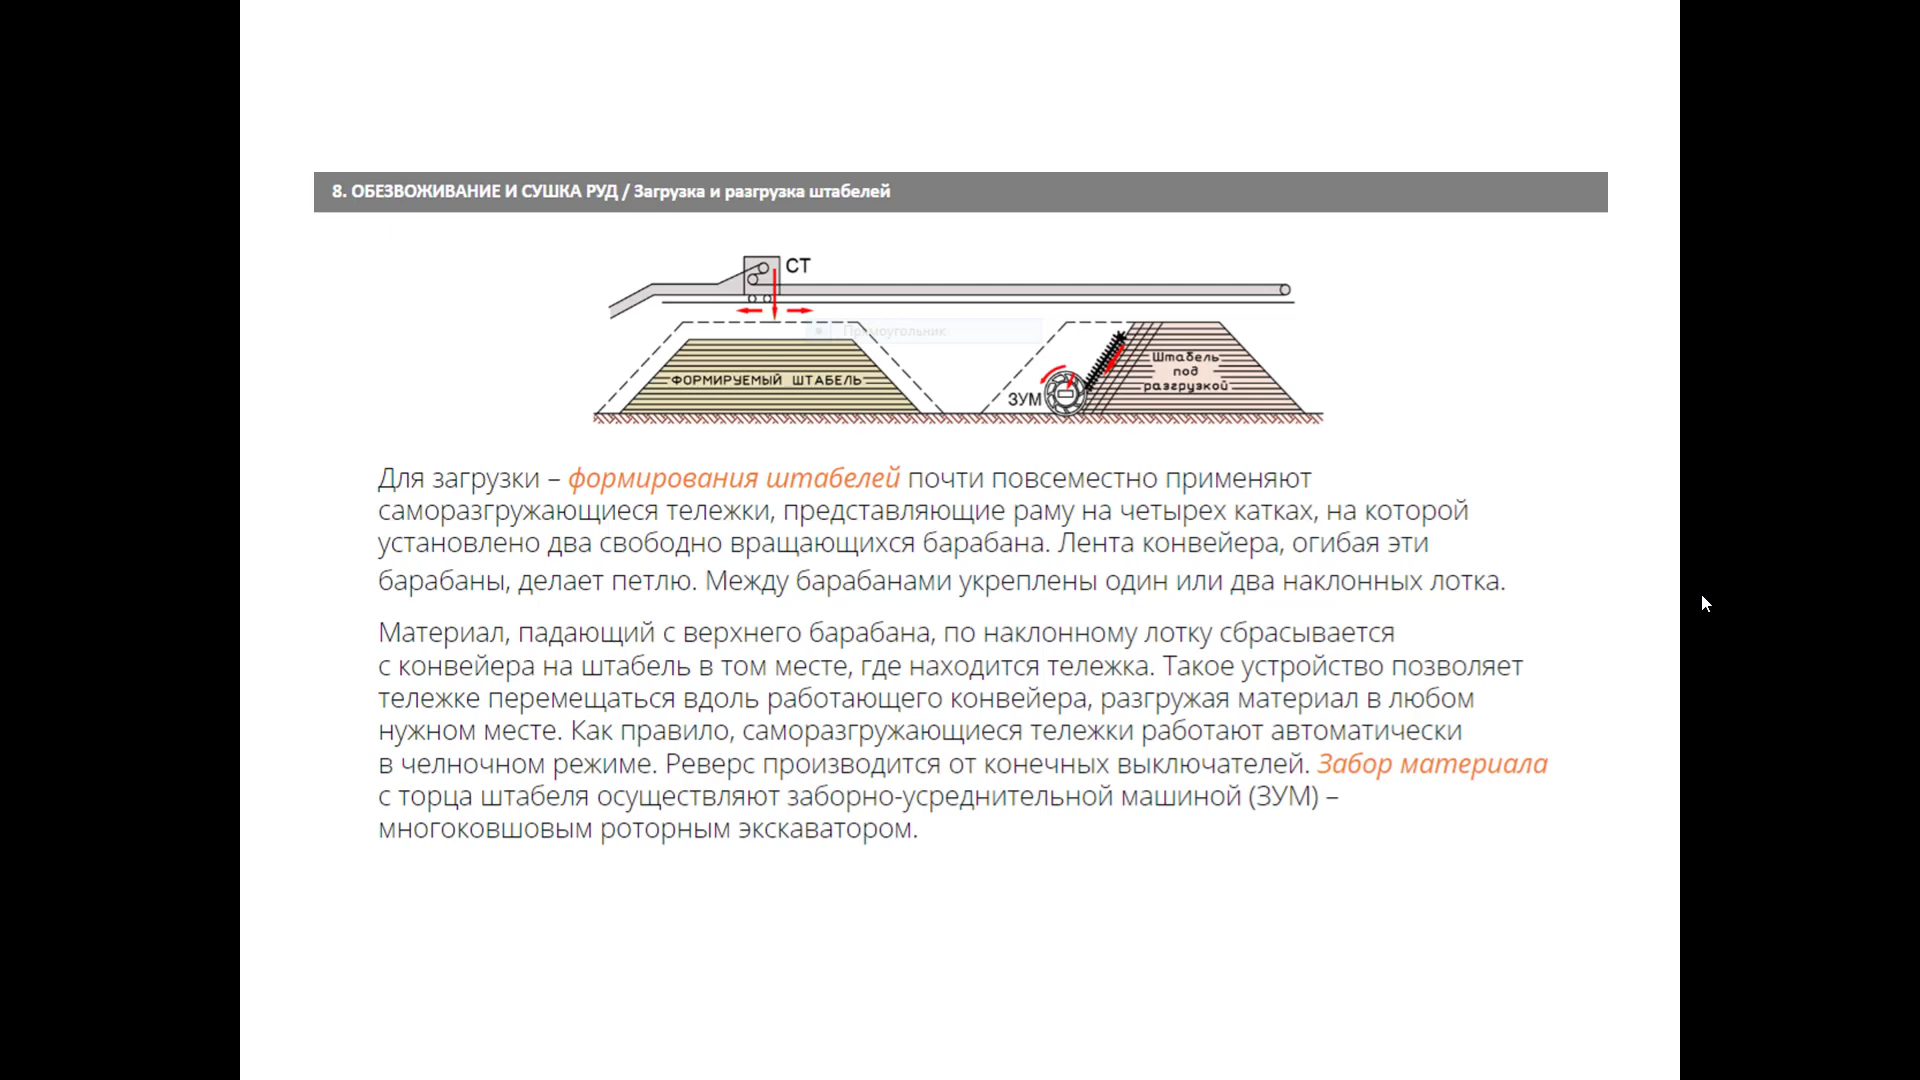 8. ОБЕЗВОЖИВАНИЕ И СУШКА РУД / Загрузка и разгрузка штабелей
СТ
Прямоугольник
ФОРМИРУЕМЫЙ ШТАБЕЛЬ
Штабель
под
разгрузкой
ЗУМ
Для загрузки – формирования штабелей почти повсеместно применяют
саморазгружающиеся тележки, представляющие раму на четырех катках, на которой
установлено два свободно вращающихся барабана. Лента конвейера, огибая эти
барабаны, делает петлю. Между барабанами укреплены один или два наклонных лотка.
Материал, падающий с верхнего барабана, по наклонному лотку сбрасывается
с конвейера на штабель в том месте, где находится тележка. Такое устройство позволяет
тележке перемещаться вдоль работающего конвейера, разгружая материал в любом
нужном месте. Как правило, саморазгружающиеся тележки работают автоматически
в челночном режиме. Реверс производится от конечных выключателей. Забор материала
с торца штабеля осуществляют заборно-усреднительной машиной (ЗУМ) –
многоковшовым роторным экскаватором.